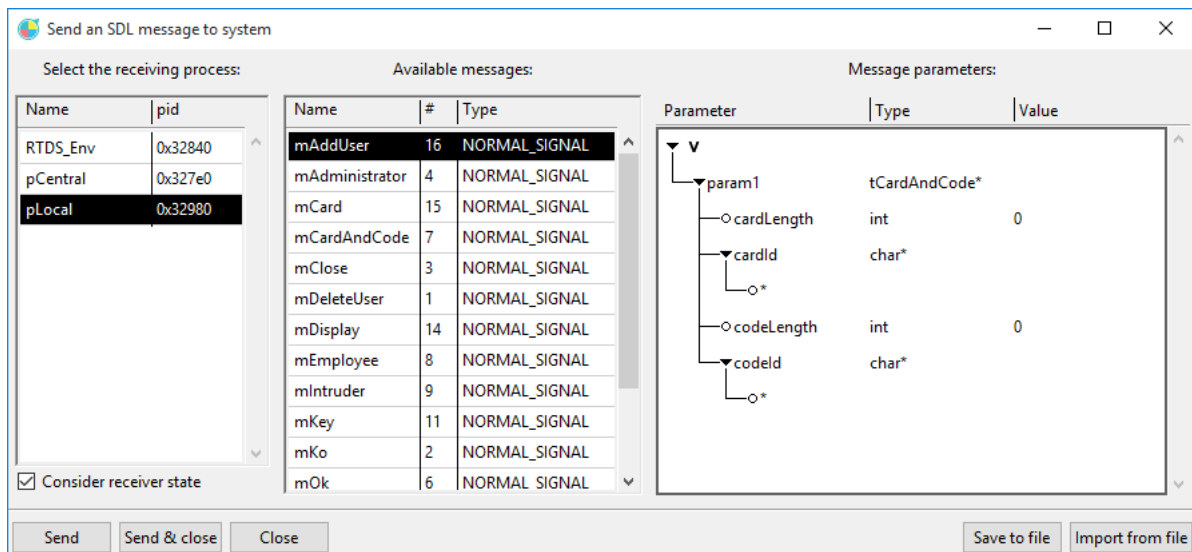 Send an SDL message to system
Select the receiving process: Available messages: Message parameters:
Name pid Name # Type Parameter Type Value
RTDS_Env 0x32840 mAddUser 16 NORMAL_SIGNAL v
pCentral 0x327e0 mAdministrator 4 NORMAL_SIGNAL param1 tCardAndCode*
pLocal 0x32980 mCard 15 NORMAL_SIGNAL cardLength int 0
mCardAndCode 7 NORMAL_SIGNAL cardId char*
mClose 3 NORMAL_SIGNAL *
mDeleteUser 1 NORMAL_SIGNAL
mDisplay 14 NORMAL_SIGNAL codeLength int 0
mEmployee 8 NORMAL_SIGNAL codeId char*
mIntruder 9 NORMAL_SIGNAL *
mKey 11 NORMAL_SIGNAL
mKo 2 NORMAL_SIGNAL
Consider receiver state mOk 6 NORMAL_SIGNAL
Send Send & close Close Save to file Import from file